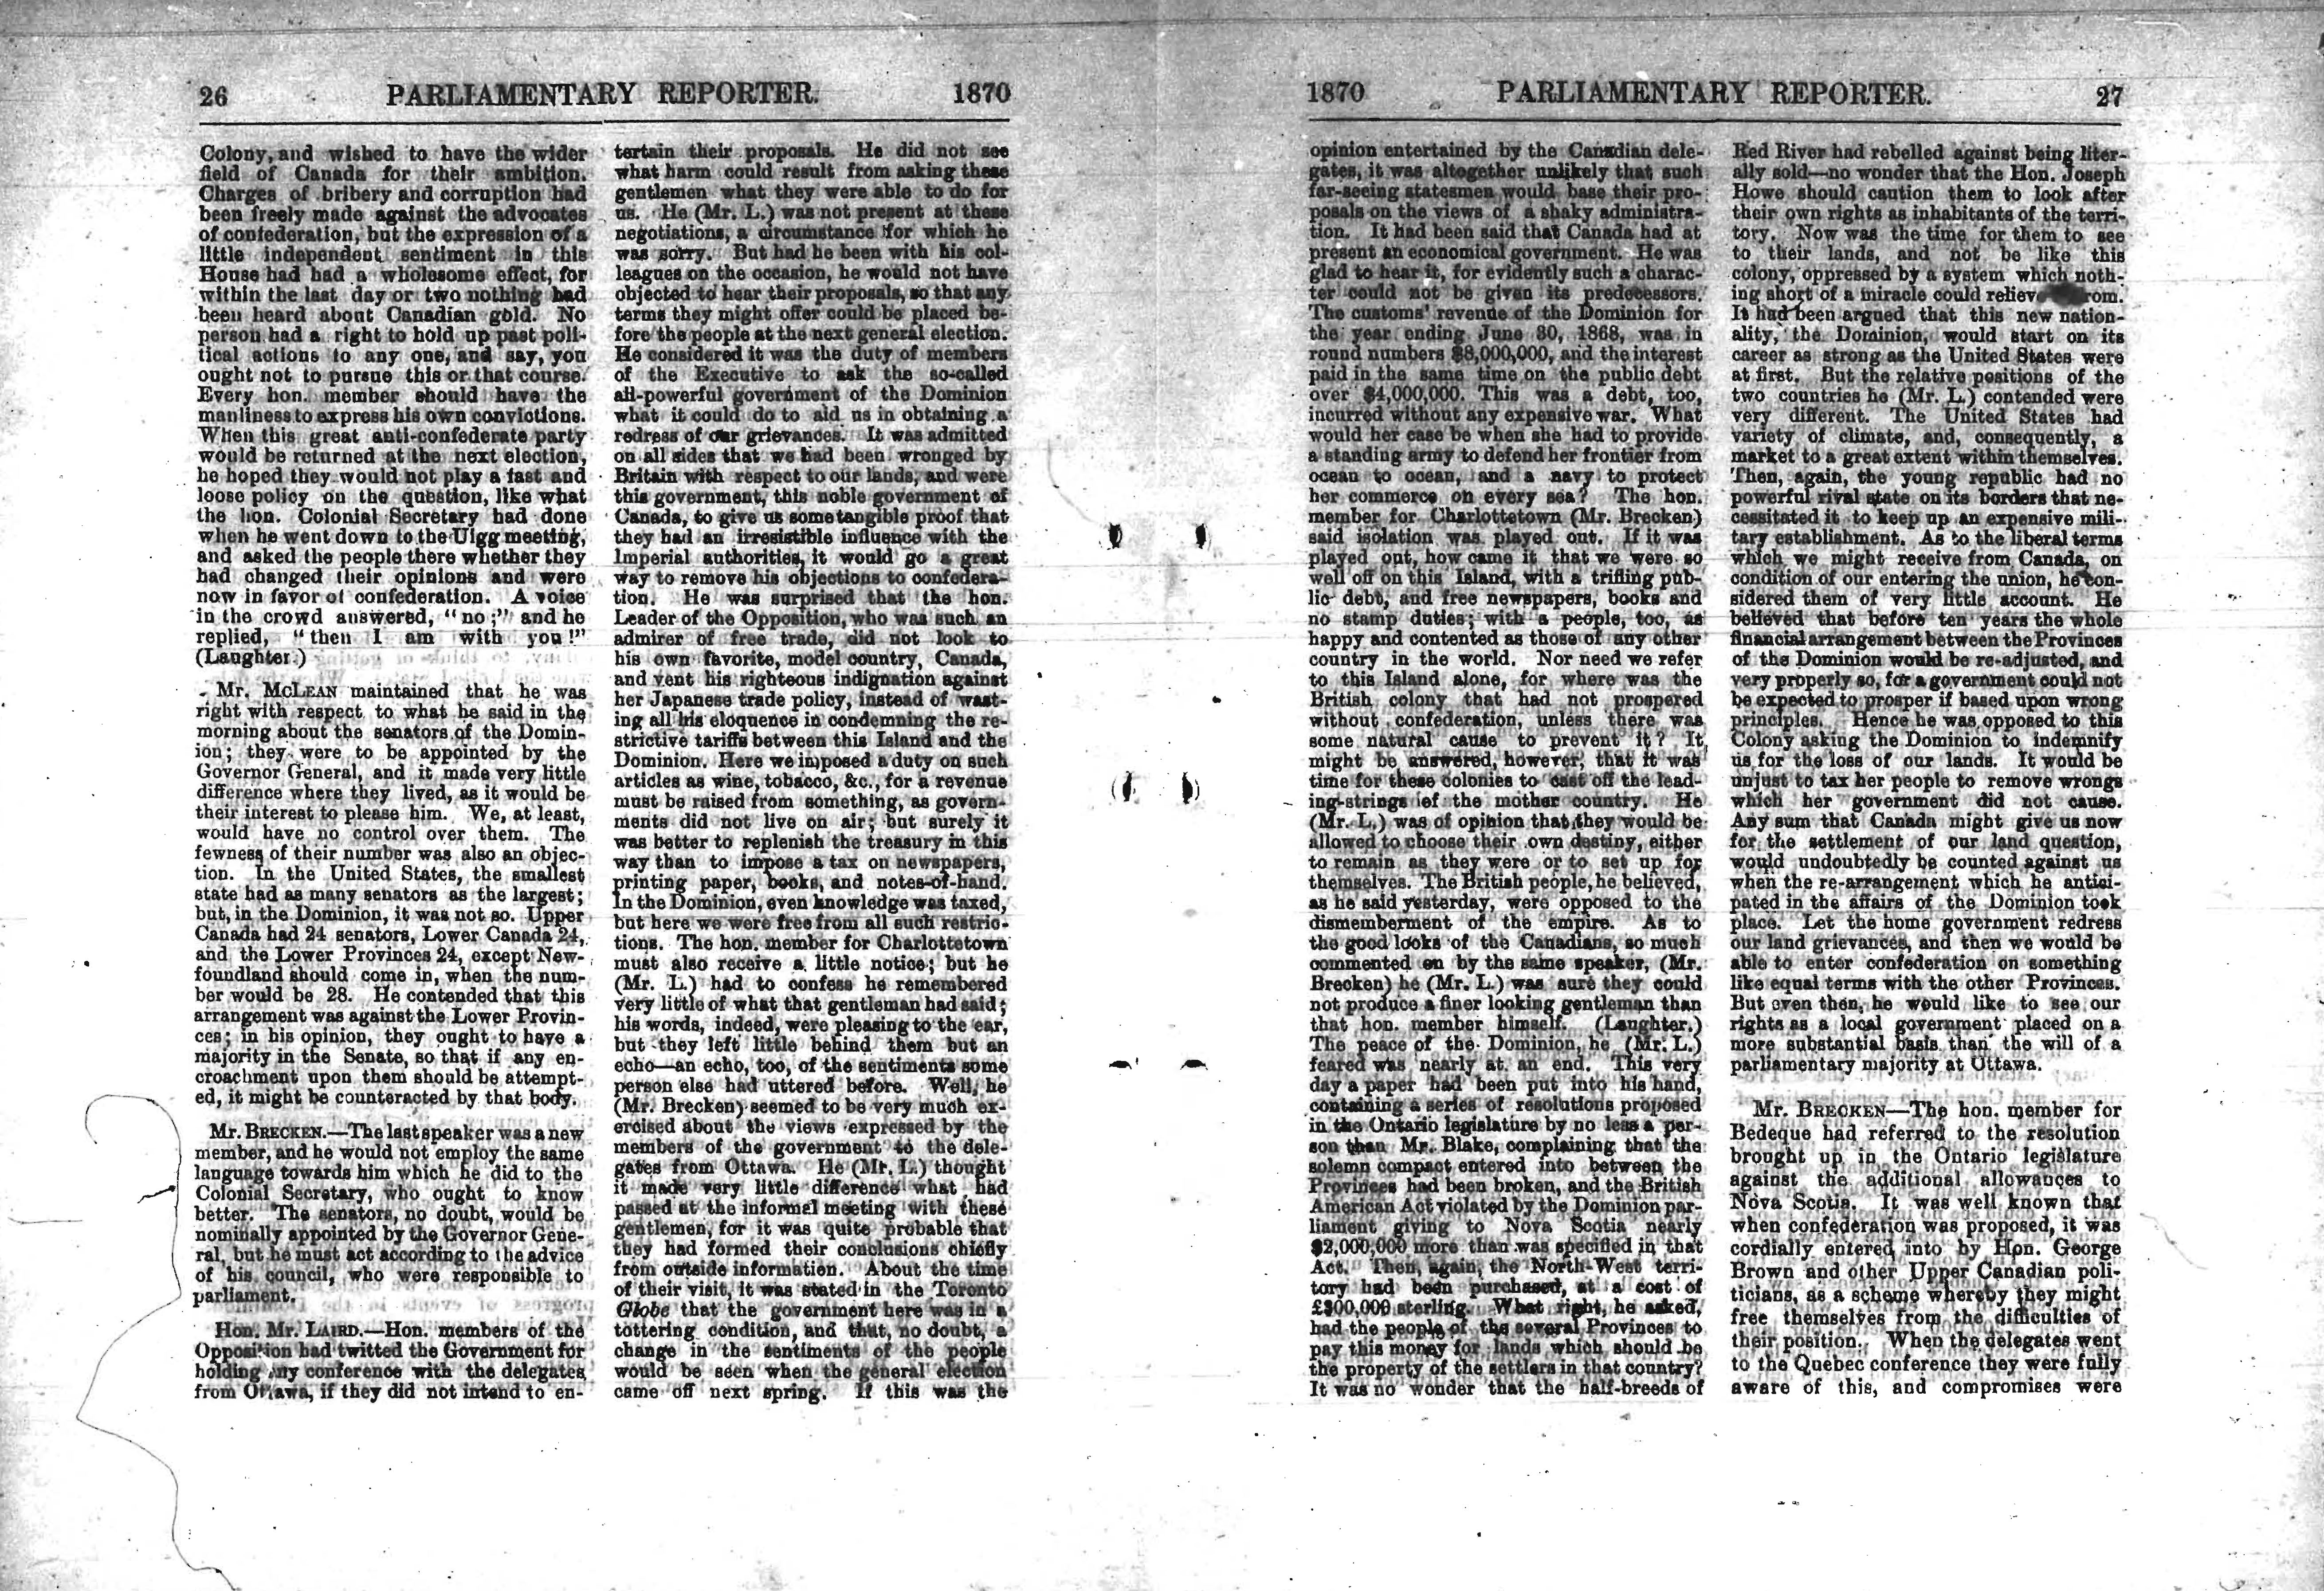 26 PARLIAMENTARY REPORTER. 1870
Colony, and wished to have the wider
field of Canada for their ambition.
Charges of bribery and corruption had
been freely made against the advocates
of confederation, but the expression of a
little independent sentiment in this
House had had a wholesome effect, for
within the last day or two nothing had
been heard about Canadian gold. No
person had a right to hold up past poli-
tical actions to any one, and say, you
ought not to pursue this or that course.
Every hon. member should have the
manliness to express his own convictions.
When this great anti-confederate party
would be returned at the next election,
he hoped they would not play a fast and
loose policy on the question, like what
the hon. Colonial Secretary had done
when he went down to the Uigg meeting,
and asked the people there whether they
had changed their opinions and were
now in favor of confederation. A voice
in the crowd answered, "no;" and he
replied, "then I am with you!"
(Laughter.)
Mr. McLEAN maintained that he was
right with respect to what he said in the
morning about the senators of the Domin-
ion; they were to be appointed by the
Governor General, and it made very little
difference where they lived, as it would be
their interest to please him. We, at least,
would have no control over them. The
fewness of their number was also an objec-
tion. In the United States, the smallest
state had as many senators as the largest;
but, in the Dominion, it was not so. Upper
Canada had 24 senators, Lower Canada 24,
and the Lower Provinces 24, except New-
foundland should come in, when the num-
ber would be 28. He contended that this
arrangement was against the Lower Provin-
ces; in his opinion, they ought to have a
majority in the Senate, so that if any en-
croachment upon them should be attempt-
ed, it might be counteracted by that body.
Mr. BRECKEN.—The last speaker was a new
member, and he would not employ the same
language towards him which he did to the
Colonial Secretary, who ought to know
better. The senators, no doubt, would be
nominally appointed by the Governor Gene-
ral, but he must act according to the advice
of his council, who were responsible to
parliament.
Hon. Mr. LAIRD.—Hon. members of the
Opposition had twitted the Government for
holding any conference with the delegates
from Ottawa, if they did not intend to en-
tertain their proposals. He did not see
what harm could result from asking these
gentlemen what they were able to do for
us. He (Mr. L.) was not present at these
negotiations, a circumstance for which he
was sorry. But had he been with his col-
leagues on the occasion, he would not have
objected to hear their proposals, so that any
terms they might offer could be placed be-
fore the people at the next general election.
He considered it was the duty of members
of the Executive to ask the so-called
all-powerful government of the Dominion
what it could do to aid us in obtaining a
redress of our grievances. It was admitted
on all sides that we had been wronged by
Britain with respect to our lands, and were
this government, this noble government of
Canada, to give us some tangible proof that
they had an irresistible influence with the
Imperial authorities, it would go a great
way to remove his objections to confedera-
tion. He was surprised that the hon.
Leader of the Opposition, who was such an
admirer of free trade, did not look to
his own favorite, model country, Canada,
and vent his righteous indignation against
her Japanese trade policy, instead of wast-
ing all his eloquence in condemning the re-
strictive tariffs between this Island and the
Dominion. Here we imposed a duty on such
articles as wine, tobacco, &c., for a revenue
must be raised from something, as govern-
ments did not live on air; but surely it
was better to replenish the treasury in this
way than to impose a tax on newspapers,
printing paper, books, and notes-of-hand.
In the Dominion, even knowledge was taxed,
but here we were free from all such restric-
tions. The hon. member for Charlottetown
must also receive a little notice; but he
(Mr. L.) had to confess he remembered
very little of what that gentleman had said;
his words, indeed, were pleasing to the ear,
but they left little behind them but an
echo—an echo, too, of the sentiments some
person else had uttered before. Well, he
(Mr. Brecken) seemed to be very much ex-
ercised about the views expressed by the
members of the government to the dele-
gates from Ottawa. He (Mr. L.) thought
it made very little difference what had
passed at the informal meeting with these
gentlemen, for it was quite probable that
they had formed their conclusions chiefly
from outside information. About the time
of their visit, it was stated in the Toronto
Globe that the government here was in a
tottering condition, and that, no doubt, a
change in the sentiments of the people
would be seen when the general election
came off next spring. If this was the
1870 PARLIAMENTARY REPORTER. 27
opinion entertained by the Canadian dele-
gates, it was altogether unlikely that such
far-seeing statesmen would base their pro-
posals on the views of a shaky administra-
tion. It had been said that Canada had at
present an economical government. He was
glad to hear it, for evidently such a charac-
ter could not be given its predecessors.
The customs' revenue of the Dominion for
the year ending June 30, 1868, was in
round numbers $8,000,000, and the interest
paid in the same time on the public debt
over $4,000,000. This was a debt, too,
incurred without any expensive war. What
would her case be when she had to provide
a standing army to defend her frontier from
ocean to ocean, and a navy to protect
her commerce on every sea? The hon.
member for Charlottetown (Mr. Brecken)
said isolation was played out. If it was
played out, how came it that we were so
well off on this Island, with a trifling pub-
lic debt, and free newspapers, books and
no stamp duties; with a people, too, as
happy and contented as those of any other
country in the world. Nor need we refer
to this Island alone, for where was the
British colony that had not prospered
without confederation, unless there was
some natural cause to prevent it? It
might be answered, however, that it was
time for these colonies to cast off the lead-
ing-strings of the mother country. He
(Mr. L.) was of opinion that they would be
allowed to choose their own destiny, either
to remain as they were or to set up for
themselves. The British people, he believed,
as he said yesterday, were opposed to the
dismemberment of the empire. As to
the good looks of the Canadians, so much
commented on by the same speaker, (Mr.
Brecken) he (Mr. L.) was sure they could
not produce a finer looking gentleman than
that hon. member himself. (Laughter.)
The peace of the Dominion, he (Mr. L.)
feared was nearly at an end. This very
day a paper had been put into his hand,
containing a series of resolutions proposed
in the Ontario legislature by no less a per-
son than Mr. Blake, complaining that the
solemn compact entered into between the
Provinces had been broken, and the British
American Act violated by the Dominion par-
liament giving to Nova Scotia nearly
$2,000,000 more than was specified in that
Act. Then, again, the North-West terri-
tory had been purchased, at a cost of
£300,000 sterling. What right, he asked,
had the people of the several Provinces to
pay this money for lands which should be
the property of the settlers in that country?
It was no wonder that the half-breeds of
Red River had rebelled against being liter-
ally sold—no wonder that the Hon. Joseph
Howe should caution them to look after
their own rights as inhabitants of the terri-
tory. Now was the time for them to see
to their lands, and not be like this
colony, oppressed by a system which noth-
ing short of a miracle could relieve rom.
It had been argued that this new nation-
ality, the Dominion, would start on its
career as strong as the United States were
at first. But the relative positions of the
two countries he (Mr. L.) contended were
very different. The United States had
variety of climate, and, consequently, a
market to a great extent within themselves.
Then, again, the young republic had no
powerful rival state on its borders that ne-
cessitated it to keep up an expensive mili-
tary establishment. As to the liberal terms
which we might receive from Canada, on
condition of our entering the union, he con-
sidered them of very little account. He
believed that before ten years the whole
financial arrangement between the Provinces
of the Dominion would be re-adjusted, and
very properly so, for a government could not
be expected to prosper if based upon wrong
principles. Hence he was opposed to this
Colony asking the Dominion to indemnify
us for the loss of our lands. It would be
unjust to tax her people to remove wrongs
which her government did not cause.
Any sum that Canada might give us now
for the settlement of our land question,
would undoubtedly be counted against us
when the re-arrangement which he antici-
pated in the affairs of the Dominion took
place. Let the home government redress
our land grievances, and then we would be
able to enter confederation on something
like equal terms with the other Provinces.
But even then, he would like to see our
rights as a local government placed on a
more substantial basis than the will of a
parliamentary majority at Ottawa.
Mr. BRECKEN—The hon. member for
Bedeque had referred to the resolution
brought up in the Ontario legislature
against the additional allowances to
Nova Scotia. It was well known that
when confederation was proposed, it was
cordially entered into by Hon. George
Brown and other Upper Canadian poli-
ticians, as a scheme whereby they might
free themselves from the difficulties of
their position. When the delegates went
to the Quebec conference they were fully
aware of this, and compromises were